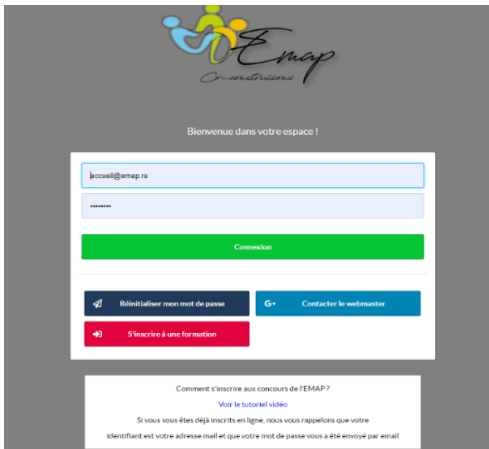 Emap
Co-construisons
Bienvenue dans votre espace !
accueil@emap.re
••••••••
Connexion
Réinitialiser mon mot de passe
G+ Contacter le webmaster
S'inscrire à une formation
Comment s'inscrire aux concours de l'EMAP ?
Voir le tutoriel vidéo
Si vous vous êtes déjà inscrits en ligne, nous vous rappelons que votre
identifiant est votre adresse mail et que votre mot de passe vous a été envoyé par email